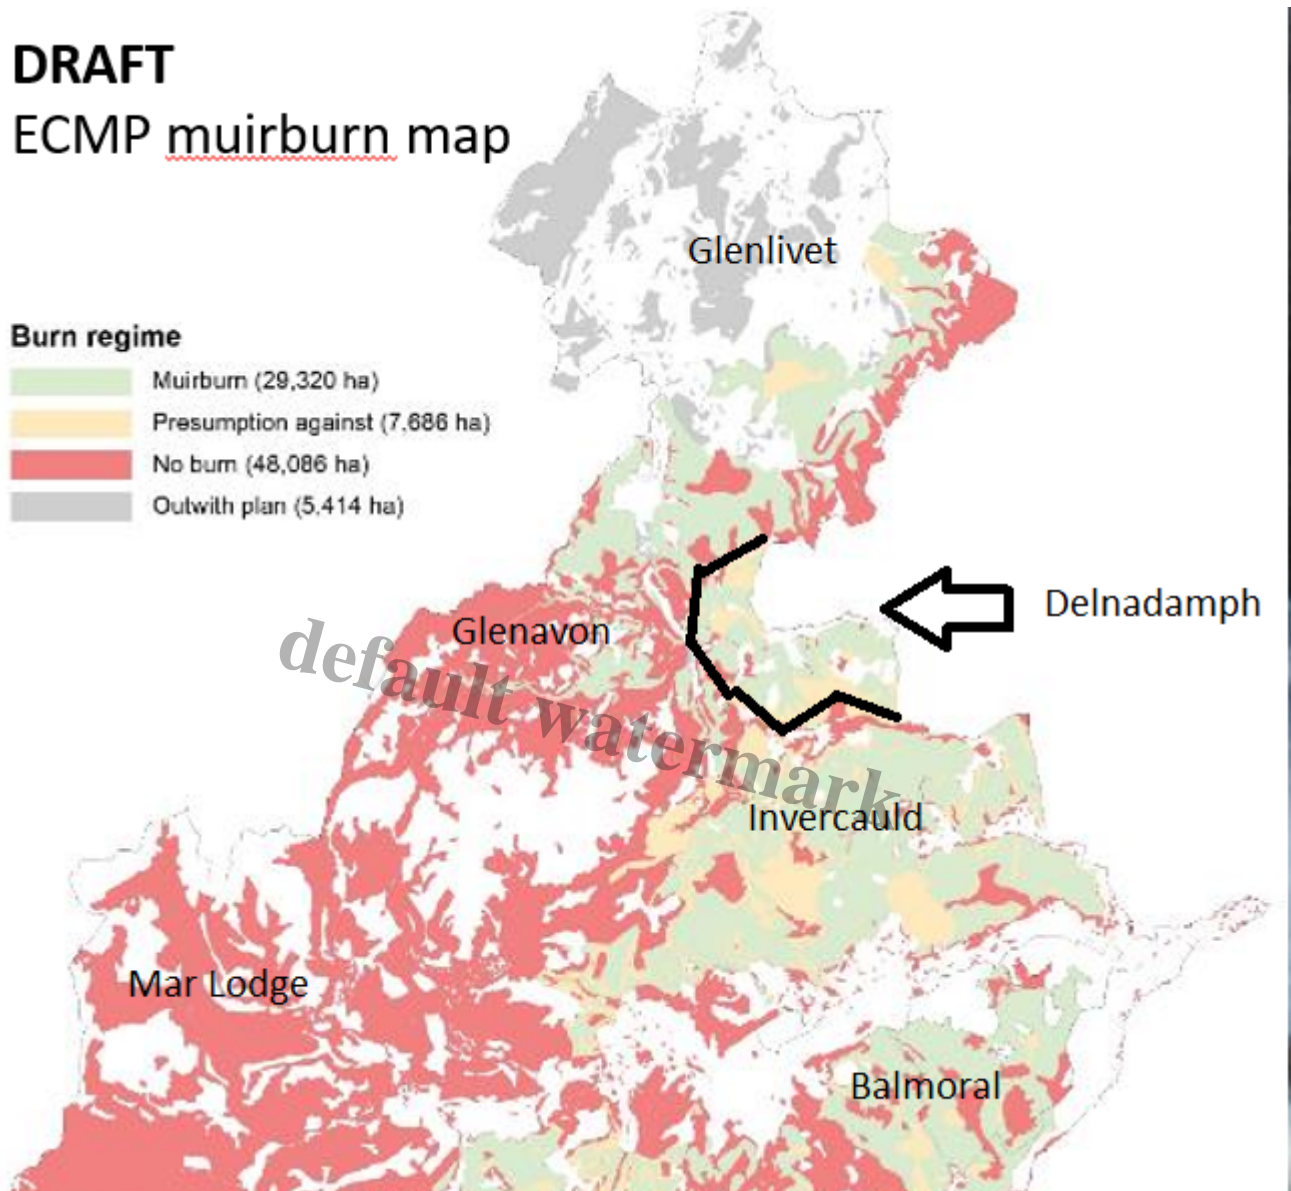 DRAFT
ECMP muirburn map
Glenlivet
Burn regime
Muirburn (29,320 ha)
Presumption against (7,686 ha)
No burn (48,086 ha)
Outwith plan (5,414 ha)
Delnadamph
Glenavon
default watermark
Invercauld
Mar Lodge
Balmoral